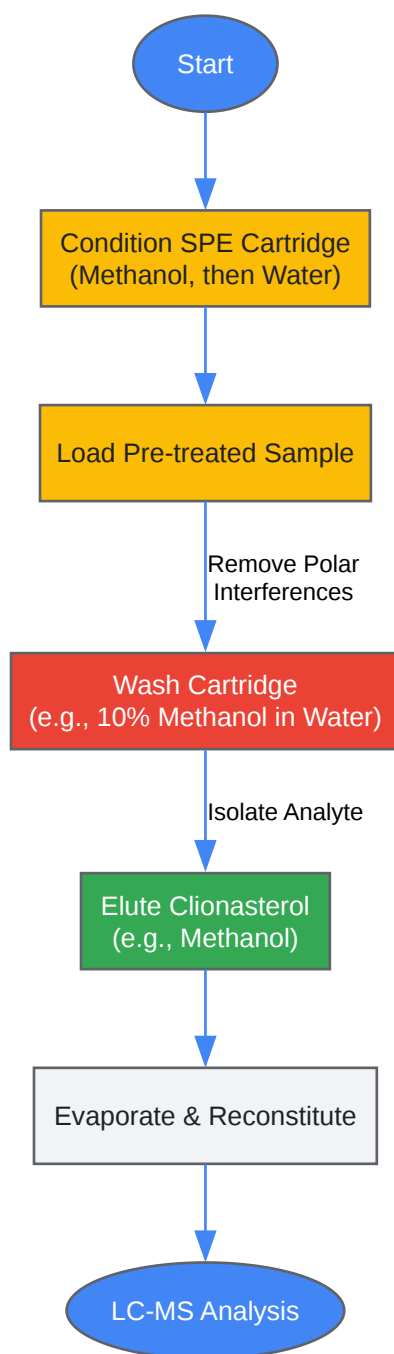 Start
Condition SPE Cartridge
(Methanol, then Water)
Load Pre-treated Sample
Remove Polar
Interferences
Wash Cartridge
(e.g., 10% Methanol in Water)
Isolate Analyte
Elute Clionasterol
(e.g., Methanol)
Evaporate & Reconstitute
LC-MS Analysis